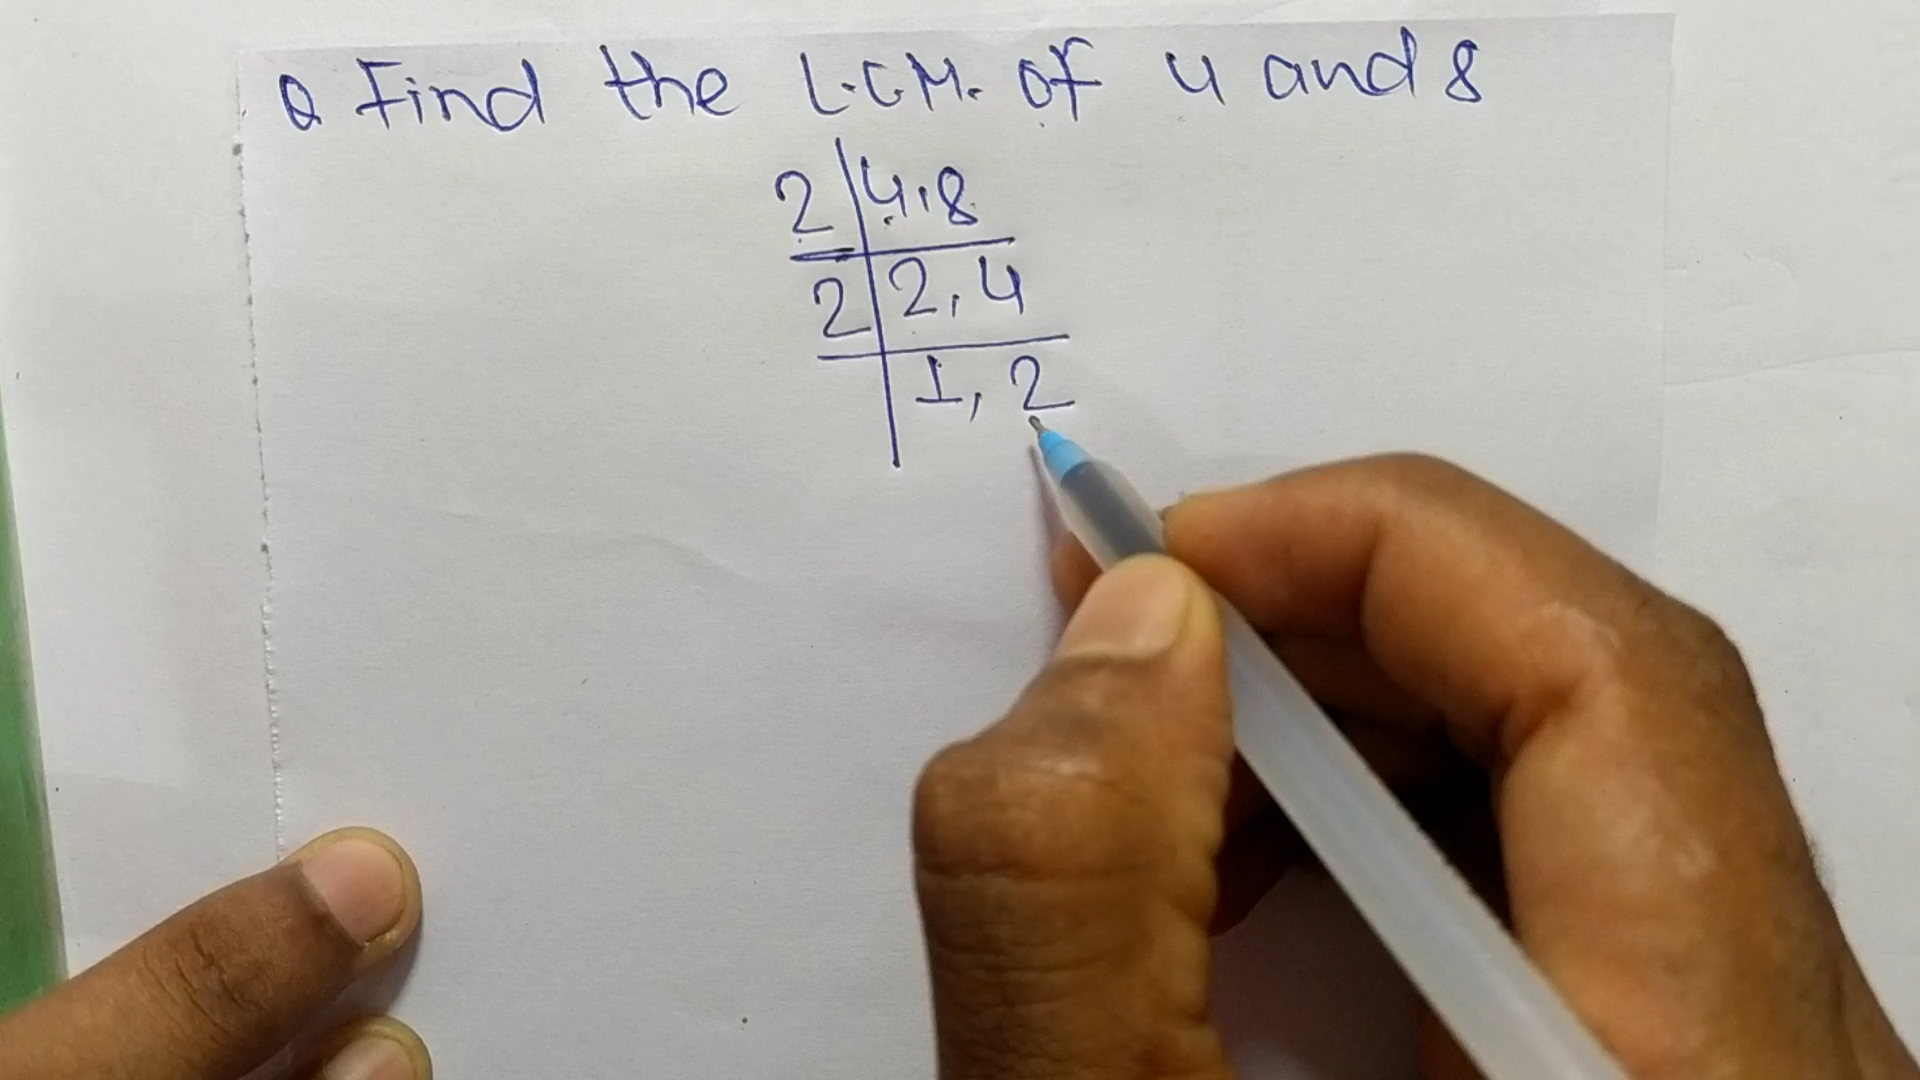 Q Find the L.C.M. of 4 and 8
2 | 4, 8
2 | 2, 4
| 1, 2